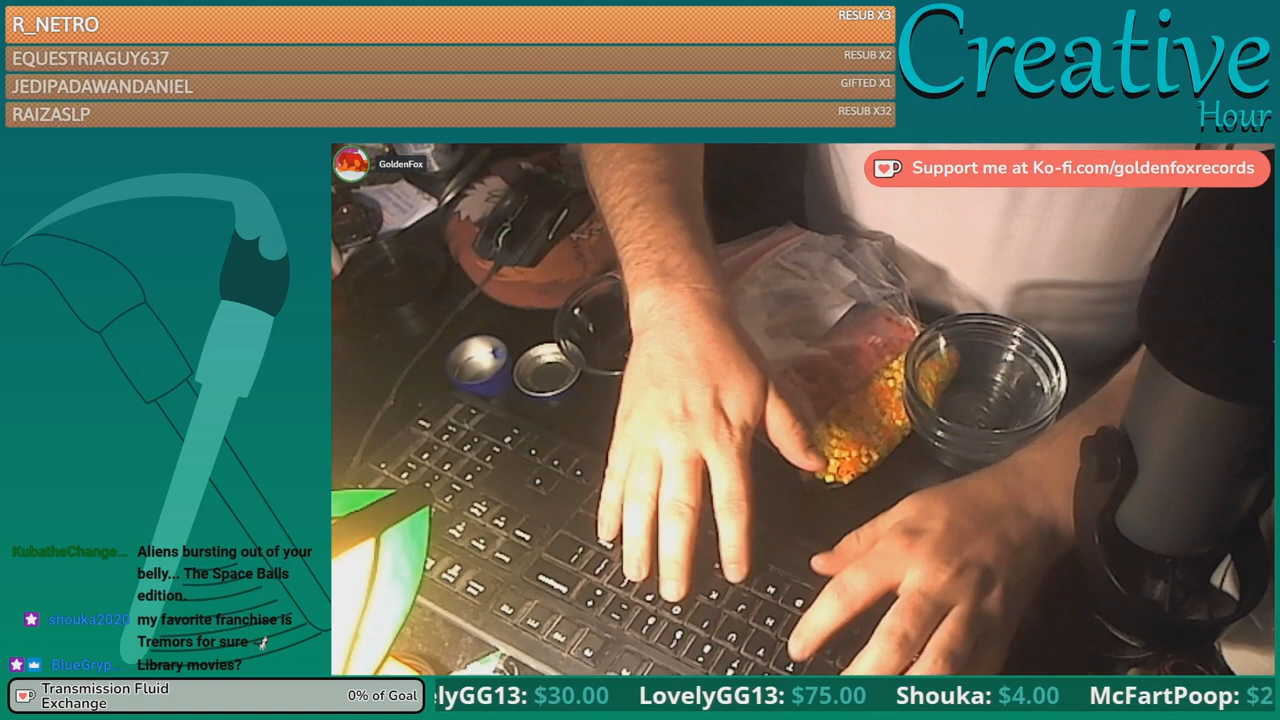 R_NETRO
RESUB X3
EQUESTRIAGUY637
RESUB X2
JEDIPADAWANDANIEL
GIFTED X1
RAIZASLP
RESUB X32
Creative
Hour
GoldenFox
Support me at Ko-fi.com/goldenfoxrecords
KubatheChange... Aliens bursting out of your
belly... The Space Balls
edition.
shouka2020 my favorite franchise is
Tremors for sure
BlueGryp... Library movies?
Transmission Fluid
Exchange
0% of Goal
lyGG13: $30.00 LovelyGG13: $75.00 Shouka: $4.00 McFartPoop: $2